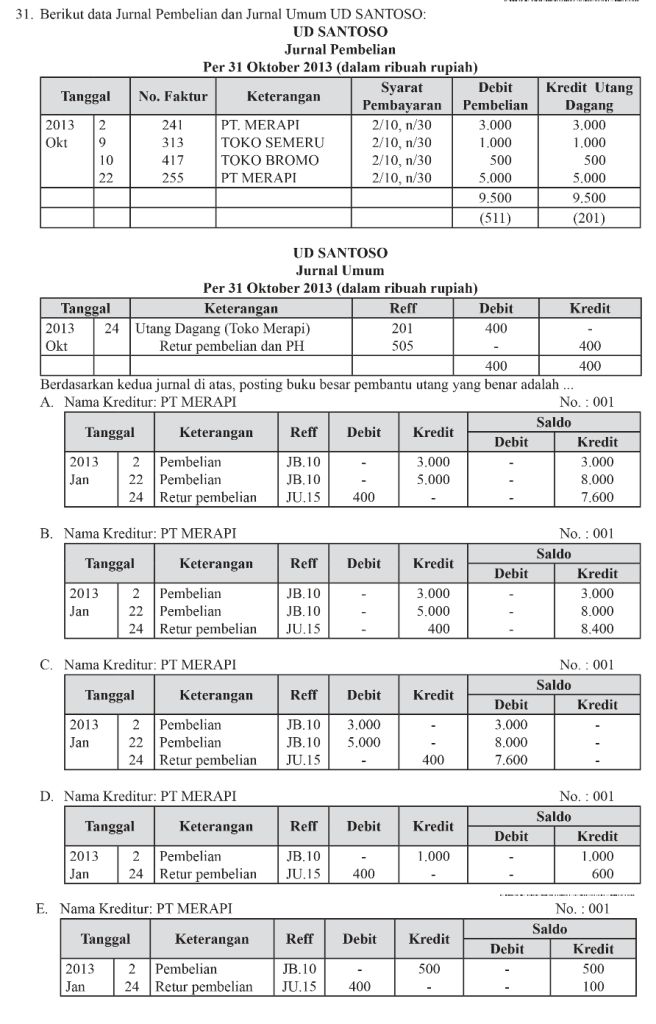 31. Berikut data Jurnal Pembelian dan Jurnal Umum UD SANTOSO:
UD SANTOSO
Jurnal Pembelian
Per 31 Oktober 2013 (dalam ribuah rupiah)
Tanggal No. Faktur Keterangan Syarat Pembayaran Debit Pembelian Kredit Utang Dagang
2013 2 241 PT. MERAPI 2/10, n/30 3.000 3.000
Okt 9 313 TOKO SEMERU 2/10, n/30 1.000 1.000
10 417 TOKO BROMO 2/10, n/30 500 500
22 255 PT MERAPI 2/10, n/30 5.000 5.000
9.500 9.500
(511) (201)
UD SANTOSO
Jurnal Umum
Per 31 Oktober 2013 (dalam ribuah rupiah)
Tanggal Keterangan Reff Debit Kredit
2013 24 Utang Dagang (Toko Merapi) 201 400 -
Okt Retur pembelian dan PH 505 - 400
400 400
Berdasarkan kedua jurnal di atas, posting buku besar pembantu utang yang benar adalah ...
A. Nama Kreditur: PT MERAPI No. : 001
Tanggal Keterangan Reff Debit Kredit Saldo
Debit Kredit
2013 2 Pembelian JB.10 - 3.000 - 3.000
Jan 22 Pembelian JB.10 - 5.000 - 8.000
24 Retur pembelian JU.15 400 - - 7.600
B. Nama Kreditur: PT MERAPI No. : 001
Tanggal Keterangan Reff Debit Kredit Saldo
Debit Kredit
2013 2 Pembelian JB.10 - 3.000 - 3.000
Jan 22 Pembelian JB.10 - 5.000 - 8.000
24 Retur pembelian JU.15 - 400 - 8.400
C. Nama Kreditur: PT MERAPI No. : 001
Tanggal Keterangan Reff Debit Kredit Saldo
Debit Kredit
2013 2 Pembelian JB.10 3.000 - 3.000 -
Jan 22 Pembelian JB.10 5.000 - 8.000 -
24 Retur pembelian JU.15 - 400 7.600 -
D. Nama Kreditur: PT MERAPI No. : 001
Tanggal Keterangan Reff Debit Kredit Saldo
Debit Kredit
2013 2 Pembelian JB.10 - 1.000 - 1.000
Jan 24 Retur pembelian JU.15 400 - - 600
E. Nama Kreditur: PT MERAPI No. : 001
Tanggal Keterangan Reff Debit Kredit Saldo
Debit Kredit
2013 2 Pembelian JB.10 - 500 - 500
Jan 24 Retur pembelian JU.15 400 - - 100